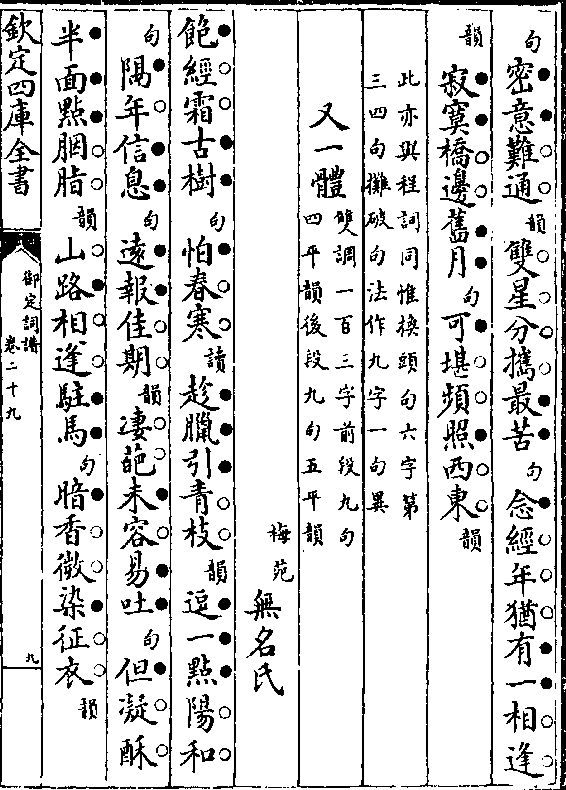 句密意難通韻雙星分攜最苦句念經年猶有一相逢
韻寂寞橋邊舊月句可堪頻照西東韻
此亦與程詞同惟換頭句六字第
三四句攤破句法作九字一句異
又一體雙調一百三字前段九句
四平韻後段九句五平韻
梅苑無名氏
飽經霜古樹句怕春寒讀趁臘引青枝韻逗一點陽和
句隔年信息句遠報佳期韻凄葩未容易吐句但凝酥
半面點胭脂韻山路相逢駐馬句暗香微染征衣韻
欽定四庫全書
御定詞譜
卷二十九
九